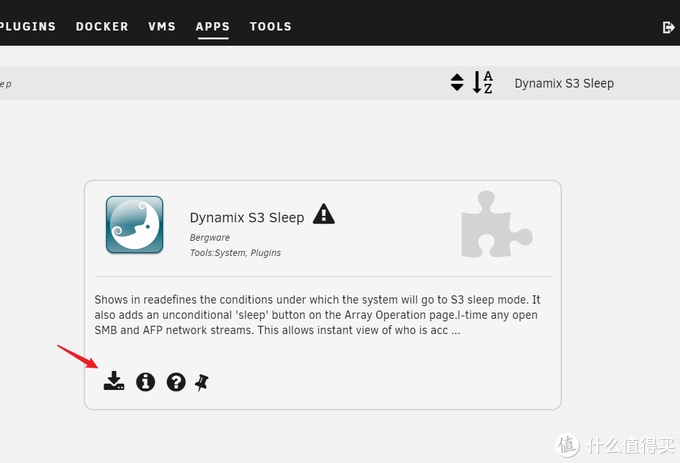 PLUGINS DOCKER VMS APPS TOOLS
ep
Dynamix S3 Sleep
Dynamix S3 Sleep
Bergware
Tools:System, Plugins
Shows in readefines the conditions under which the system will go to S3 sleep mode. It
also adds an unconditional 'sleep' button on the Array Operation page.l-time any open
SMB and AFP network streams. This allows instant view of who is acc ...
值 什么值得买